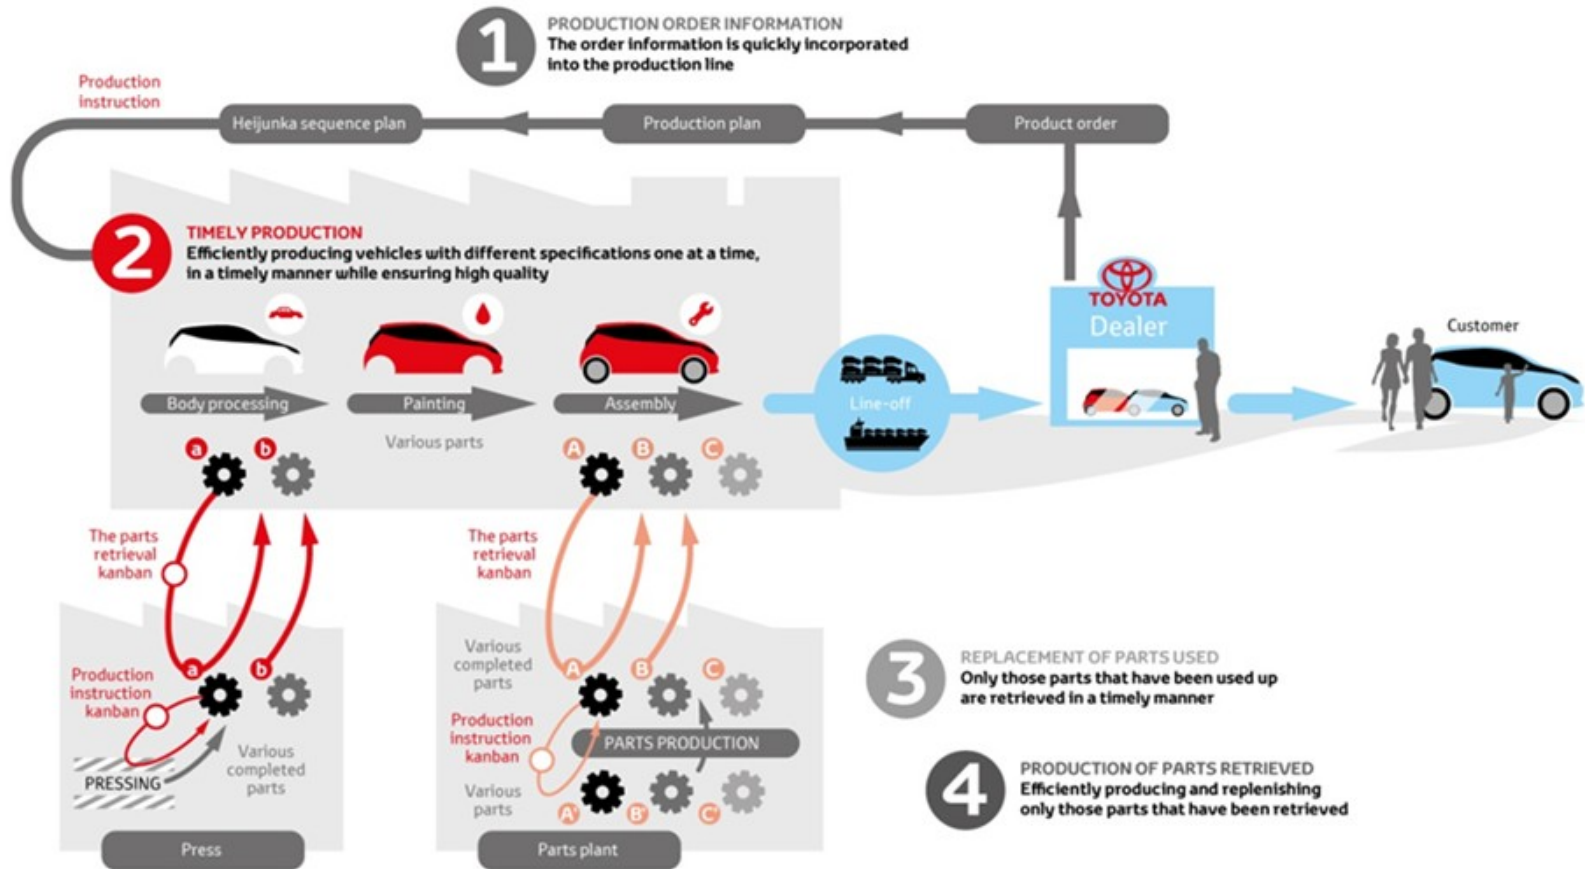 1
PRODUCTION ORDER INFORMATION
The order information is quickly incorporated
into the production line
Production
instruction
Heijunka sequence plan
Production plan
Product order
2
TIMELY PRODUCTION
Efficiently producing vehicles with different specifications one at a time,
in a timely manner while ensuring high quality
TOYOTA
Dealer
Customer
Body processing
Painting
Assembly
Line-off
Various parts
a
b
A
B
C
The parts
retrieval
kanban
The parts
retrieval
kanban
a
b
Production
instruction
kanban
PRESSING
Various
completed
parts
Press
Various
completed
parts
A
B
C
Production
instruction
kanban
PARTS PRODUCTION
Various
parts
A'
B'
C'
Parts plant
3
REPLACEMENT OF PARTS USED
Only those parts that have been used up
are retrieved in a timely manner
4
PRODUCTION OF PARTS RETRIEVED
Efficiently producing and replenishing
only those parts that have been retrieved